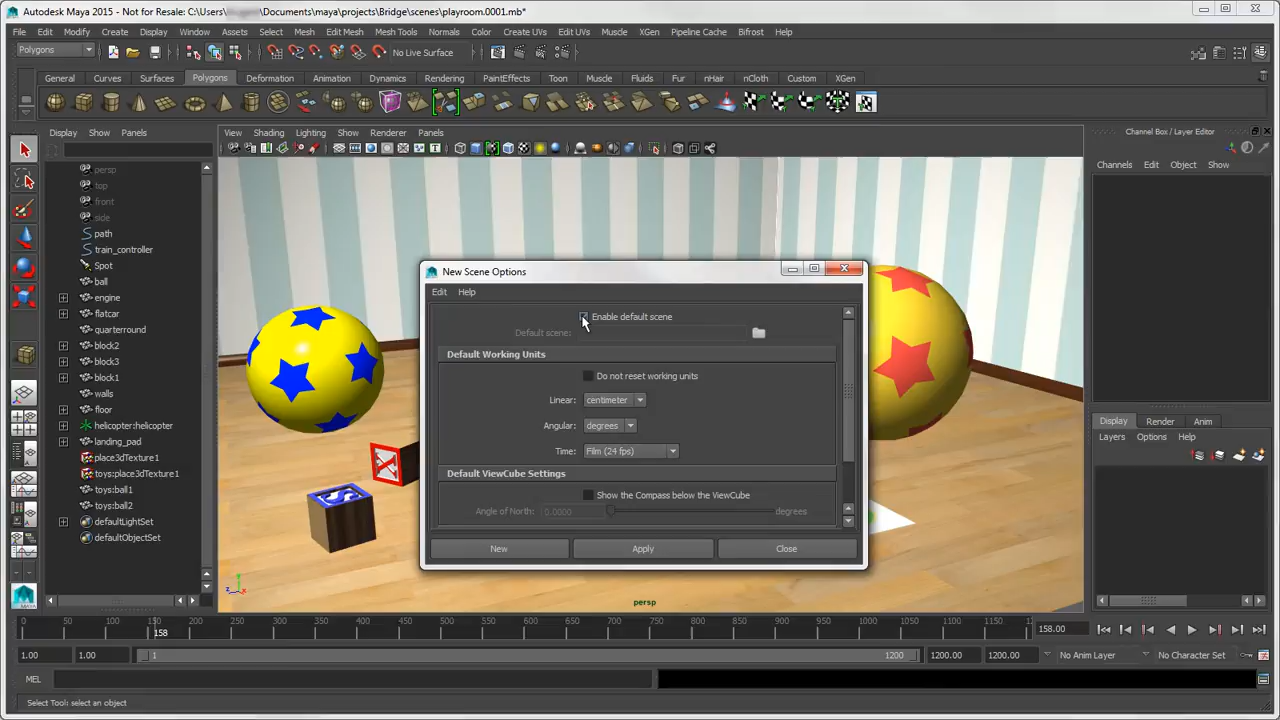 Autodesk Maya 2015 - Not for Resale: C:\Users\ \Documents\maya\projects\Bridge\scenes\playroom.0001.mb*
File Edit Modify Create Display Window Assets Select Mesh Edit Mesh Mesh Tools Normals Color Create UVs Edit UVs Muscle XGen Pipeline Cache Bifrost Help
Polygons No Live Surface
General Curves Surfaces Polygons Deformation Animation Dynamics Rendering PaintEffects Toon Muscle Fluids Fur nHair nCloth Custom XGen
Display Show Panels
View Shading Lighting Show Renderer Panels
Channel Box / Layer Editor
Channels Edit Object Show
persp
top
front
side
path
train_controller
Spot
ball
engine
flatcar
quarterround
block2
block3
block1
walls
floor
helicopter:helicopter
landing_pad
place3dTexture1
toys:place3dTexture1
toys:ball1
toys:ball2
defaultLightSet
defaultObjectSet
New Scene Options
Edit Help
Enable default scene
Default scene:
Default Working Units
Do not reset working units
Linear: centimeter
Angular: degrees
Time: Film (24 fps)
Default ViewCube Settings
Show the Compass below the ViewCube
Angle of North: 0.0000 degrees
New Apply Close
persp
Display Render Anim
Layers Options Help
MAYA
0 50 100 150 158 200 250 300 350 400 450 500 550 600 650 700 750 800 850 900 950 1000 1050 1100 1150 12
158.00
1.00 1.00 1 1200 1200.00 1200.00 No Anim Layer No Character Set
MEL
Select Tool: select an object